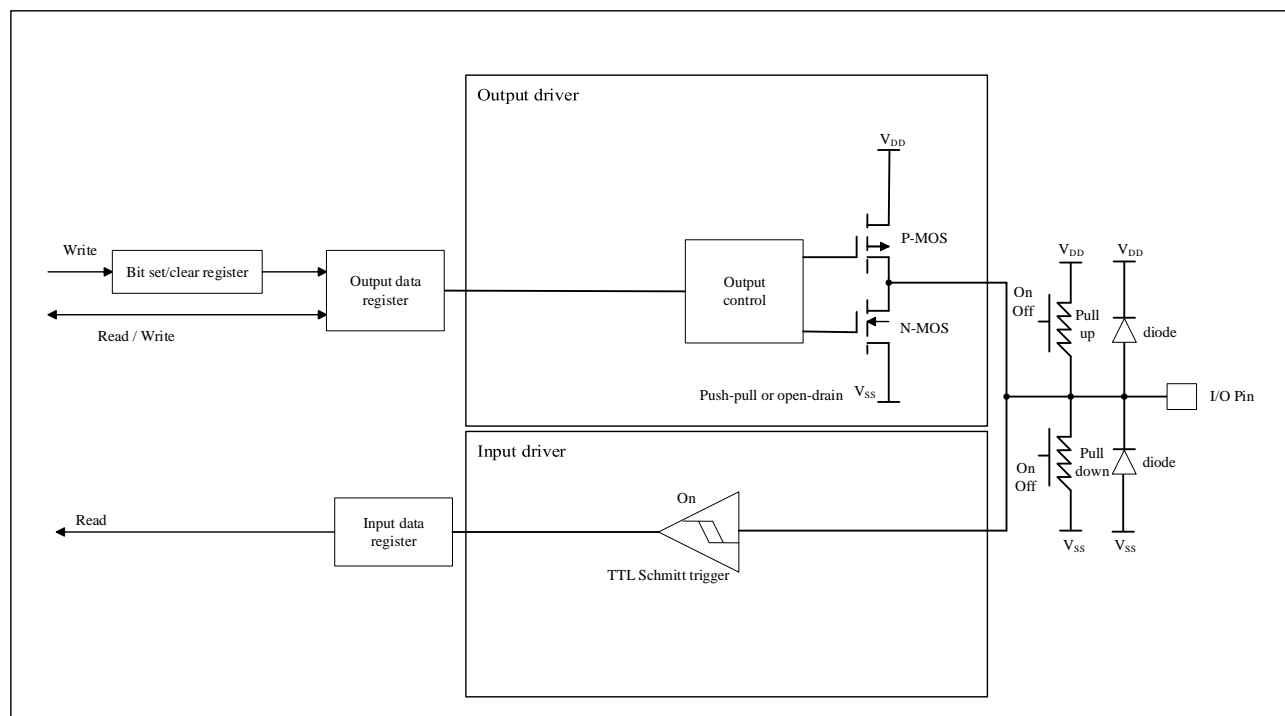 Output driver
V_DD
P-MOS
Write
Bit set/clear register
Output data
register
Output
control
Read / Write
N-MOS
Push-pull or open-drain
V_SS
V_DD
V_DD
On
Off
Pull
up
diode
I/O Pin
Input driver
On
Off
Pull
down
diode
V_SS
V_SS
On
Read
Input data
register
TTL Schmitt trigger